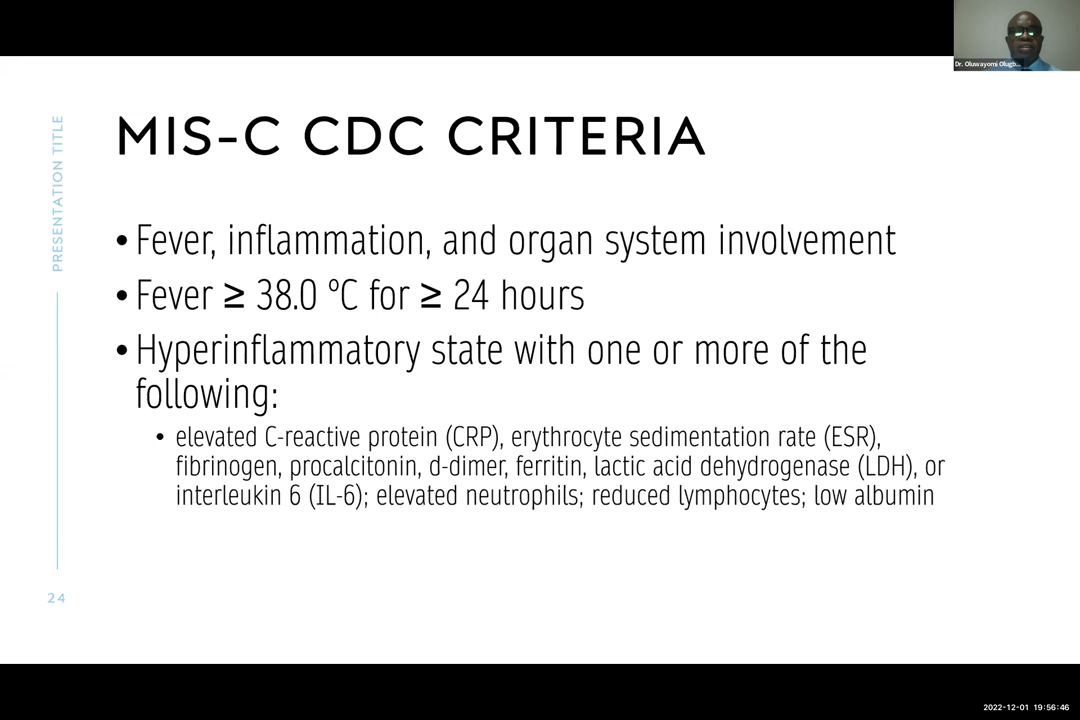 Dr. Oluwayomi Olugb...
PRESENTATION TITLE
MIS-C CDC CRITERIA
• Fever, inflammation, and organ system involvement
• Fever ≥ 38.0 °C for ≥ 24 hours
• Hyperinflammatory state with one or more of the
following:
• elevated C-reactive protein (CRP), erythrocyte sedimentation rate (ESR),
fibrinogen, procalcitonin, d-dimer, ferritin, lactic acid dehydrogenase (LDH), or
interleukin 6 (IL-6); elevated neutrophils; reduced lymphocytes; low albumin
24
2022-12-01 19:56:46